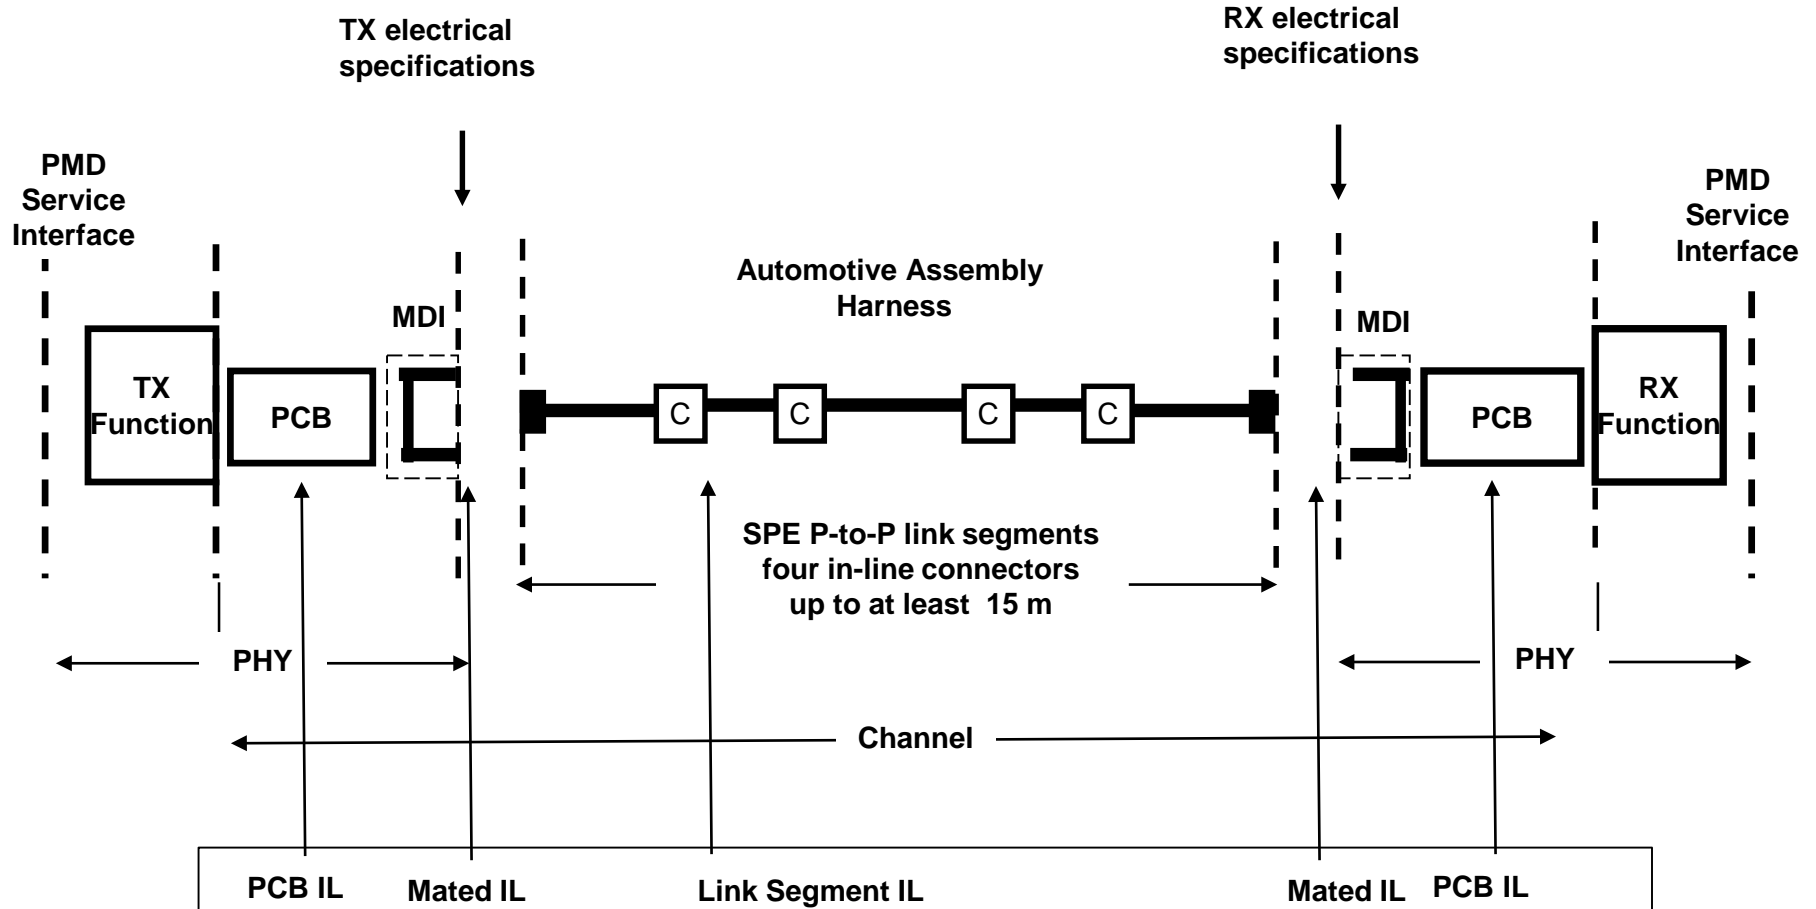 TX electrical
specifications
RX electrical
specifications
PMD
Service
Interface
PMD
Service
Interface
Automotive Assembly
Harness
MDI
MDI
TX
Function
PCB
C
C
C
C
PCB
RX
Function
SPE P-to-P link segments
four in-line connectors
up to at least 15 m
PHY
PHY
Channel
PCB IL
Mated IL
Link Segment IL
Mated IL
PCB IL